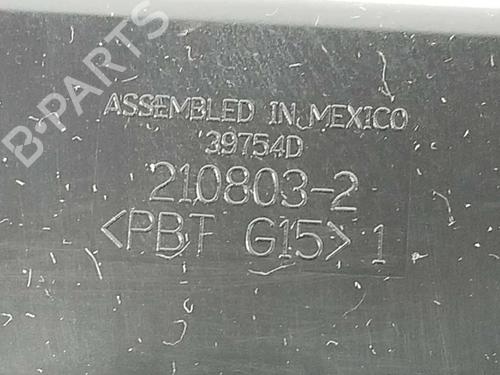 B-PARTS
ASSEMBLED IN MEXICO
39754D
210803-2
<PBT G15> 1